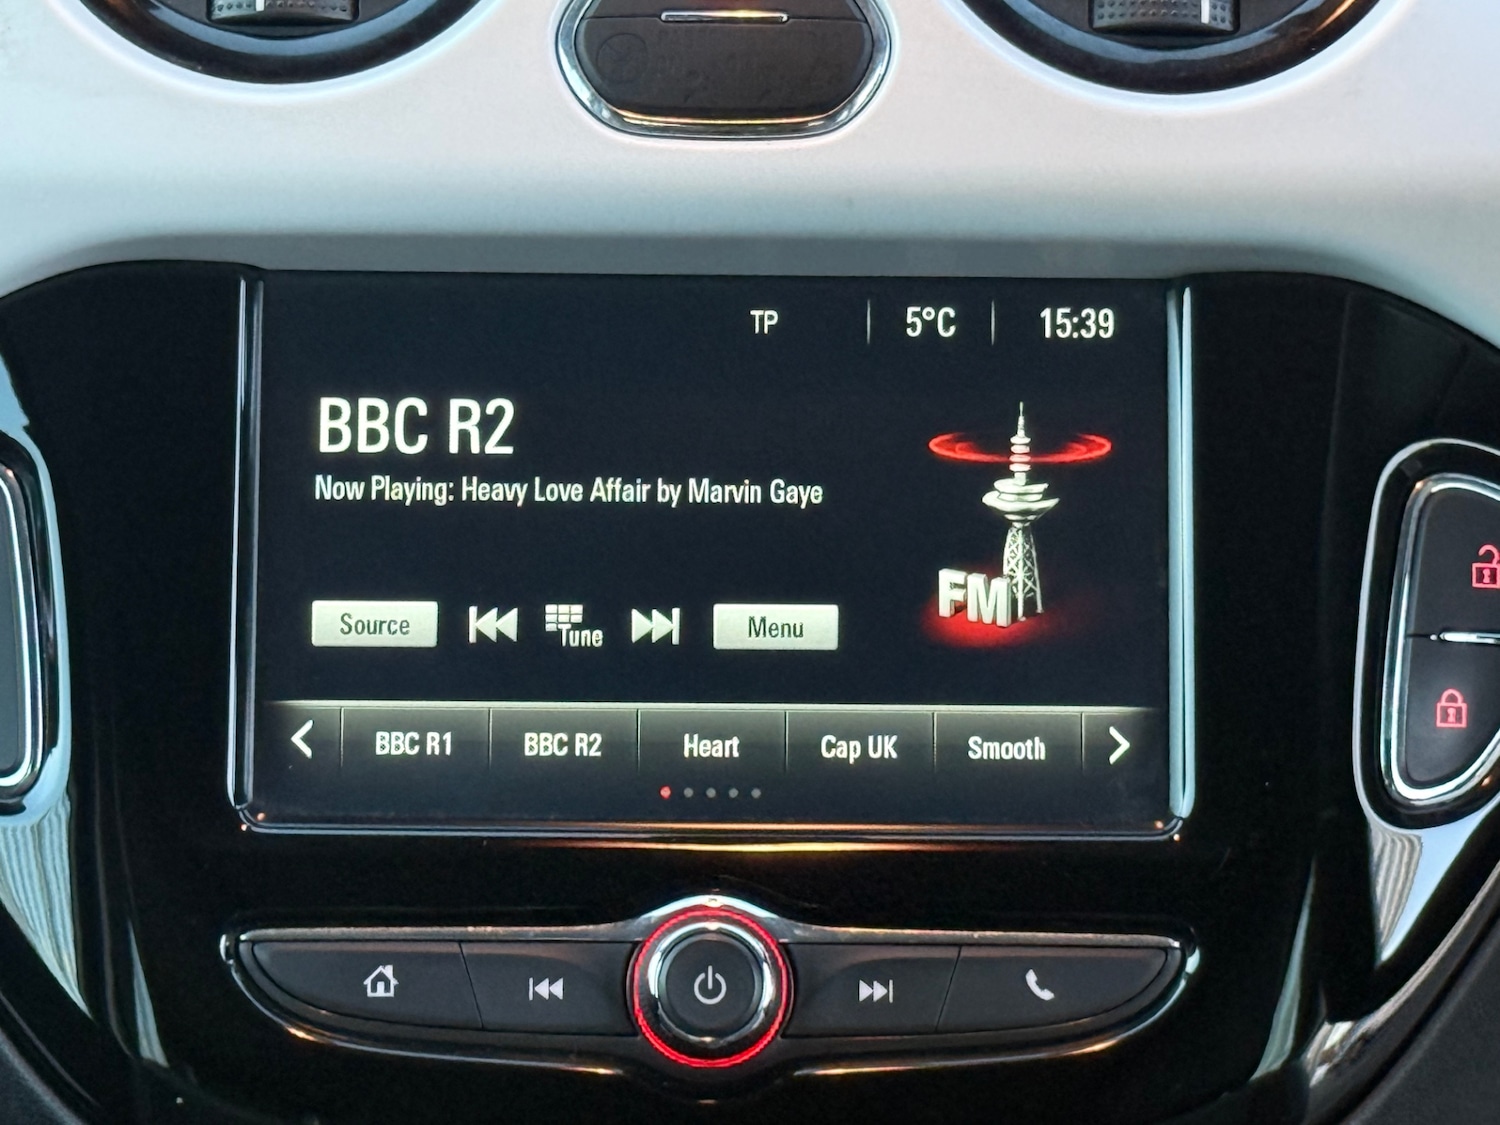 TP 5°C 15:39
BBC R2
Now Playing: Heavy Love Affair by Marvin Gaye
FM
Source Tune Menu
BBC R1 BBC R2 Heart Cap UK Smooth